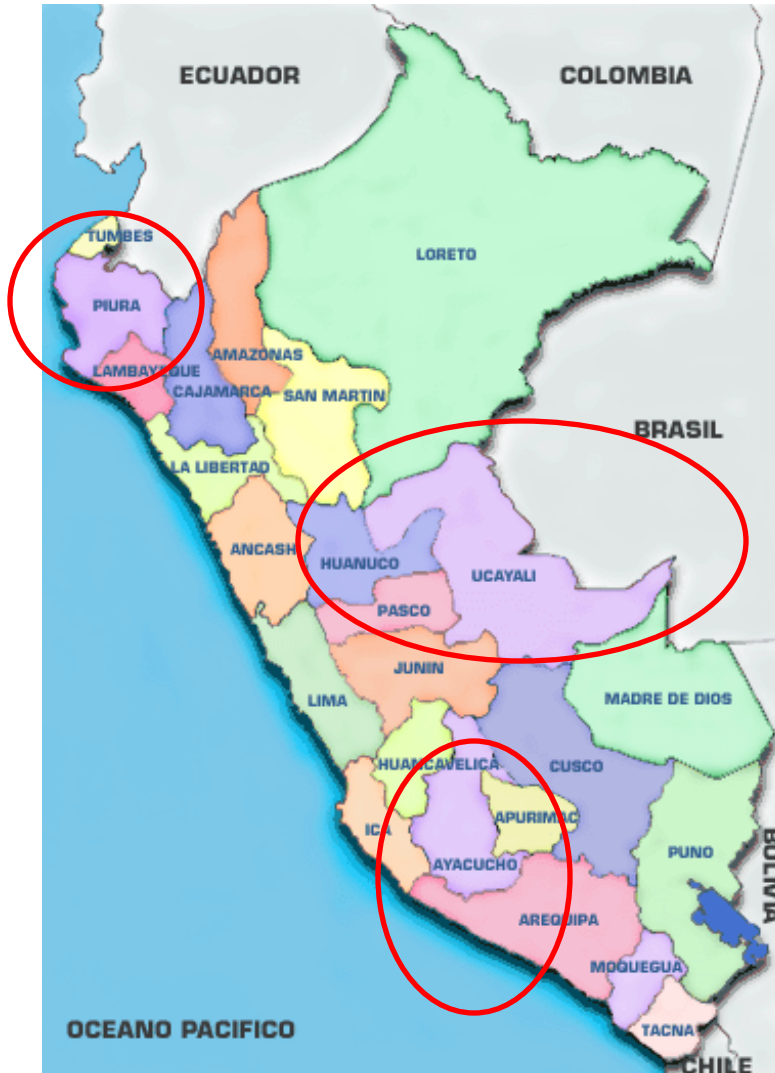 ECUADOR
COLOMBIA
TUMBES
LORETO
PIURA
AMAZONAS
LAMBAYEQUE
CAJAMARCA
SAN MARTIN
BRASIL
LA LIBERTAD
ANCASH
HUANUCO
UCAYALI
PASCO
JUNIN
LIMA
MADRE DE DIOS
HUANCAVELICA
CUSCO
APURIMAC
ICA
PUNO
AYACUCHO
BOLIVIA
AREQUIPA
MOQUEGUA
OCEANO PACIFICO
TACNA
CHILE